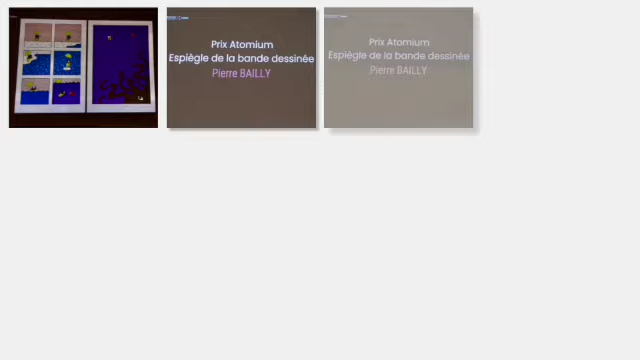 Prix Atomium
Espiègle de la bande dessinée
Pierre BAILLY
Prix Atomium
Espiègle de la bande dessinée
Pierre BAILLY